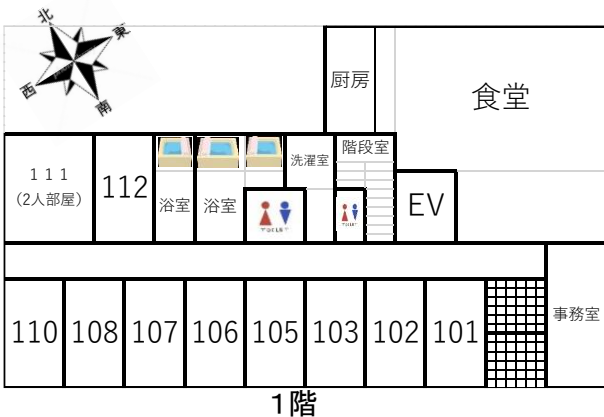 北
東
西
南
厨房
食堂
111
(2人部屋)
112
浴室
浴室
洗濯室
階段室
TOILET
EV
110
108
107
106
105
103
102
101
事務室
1階